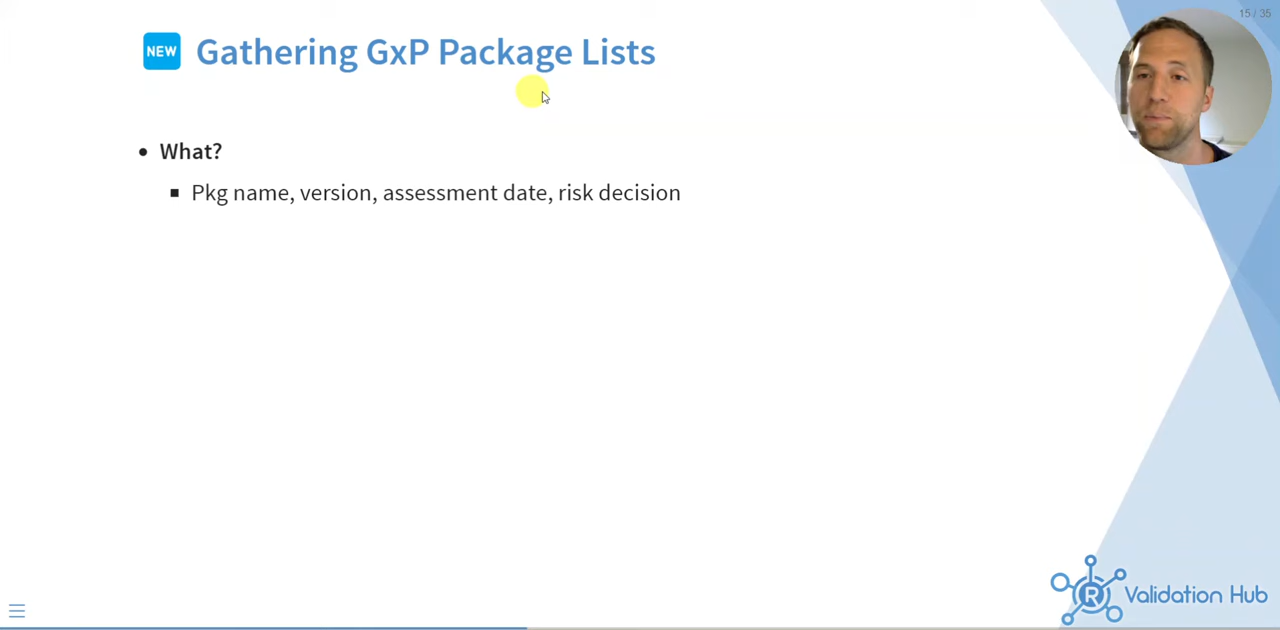 15 / 35
NEW Gathering GxP Package Lists
What?
Pkg name, version, assessment date, risk decision
R Validation Hub